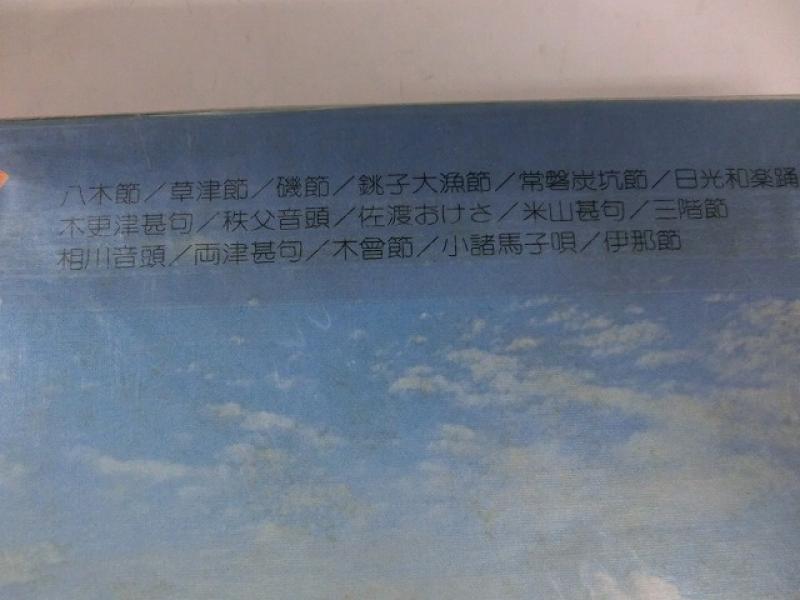 八木節／草津節／磯節／銚子大漁節／常磐炭坑節／日光和楽踊
木更津甚句／秩父音頭／佐渡おけさ／米山甚句／三階節
相川音頭／両津甚句／木曾節／小諸馬子唄／伊那節